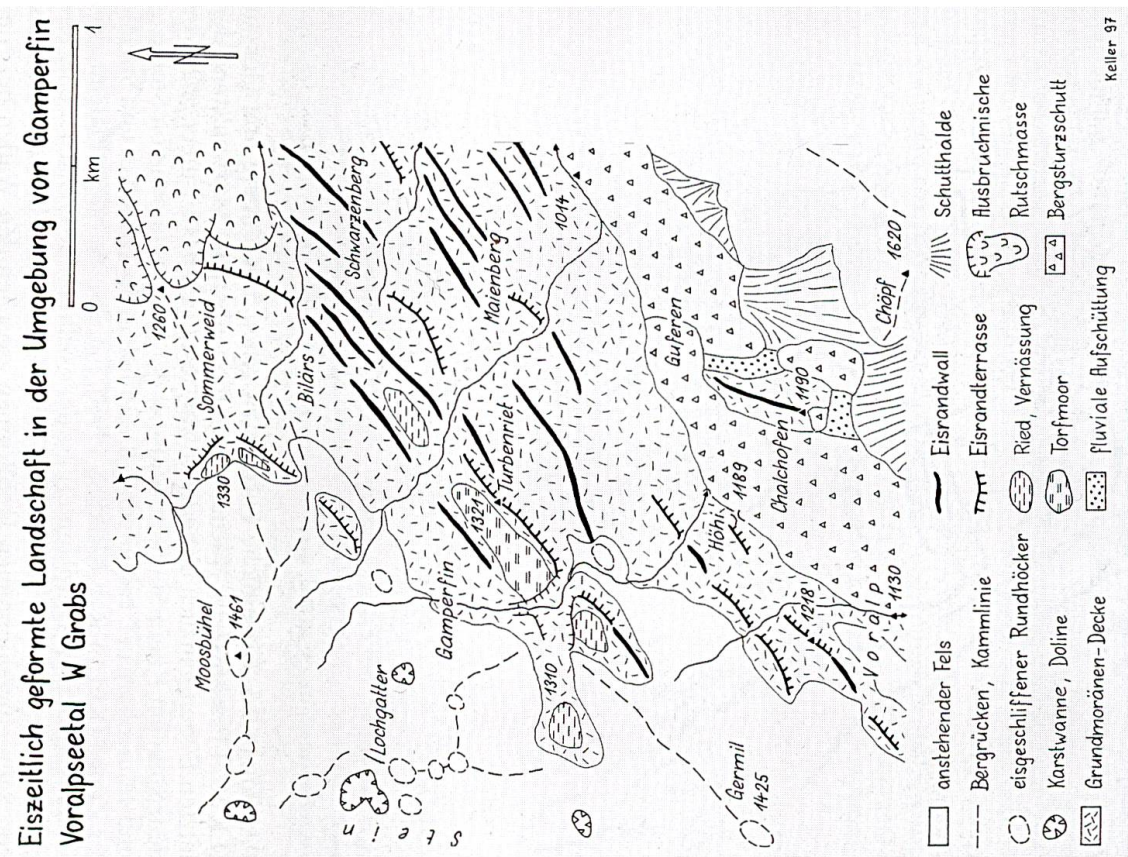 Eiszeitlich geformte Landschaft in der Umgebung von Gamperfin
Voralpseetal W Grabs
0 km 1
N
Moosbühel
1461
1330
Sommerweid
1260
Bilärs
Schwarzenberg
Lochgatter
Stein
Gamperfin
1321
Turbenriet
Maienberg
1014
1310
Germil
1425
Höhi
1189
Guferen
Chalchofen
1190
1218
Voralp
1130
Chöpf 1620
anstehender Fels
Bergrücken, Kammlinie
eisgeschliffener Rundhöcker
Karstwanne, Doline
Grundmoränen-Decke
Eisrandwall
Eisrandterrasse
Ried, Vernässung
Torfmoor
fluviale Aufschüttung
Schutthalde
Ausbruchnische
Rutschmasse
Bergsturzschutt
Keller 97